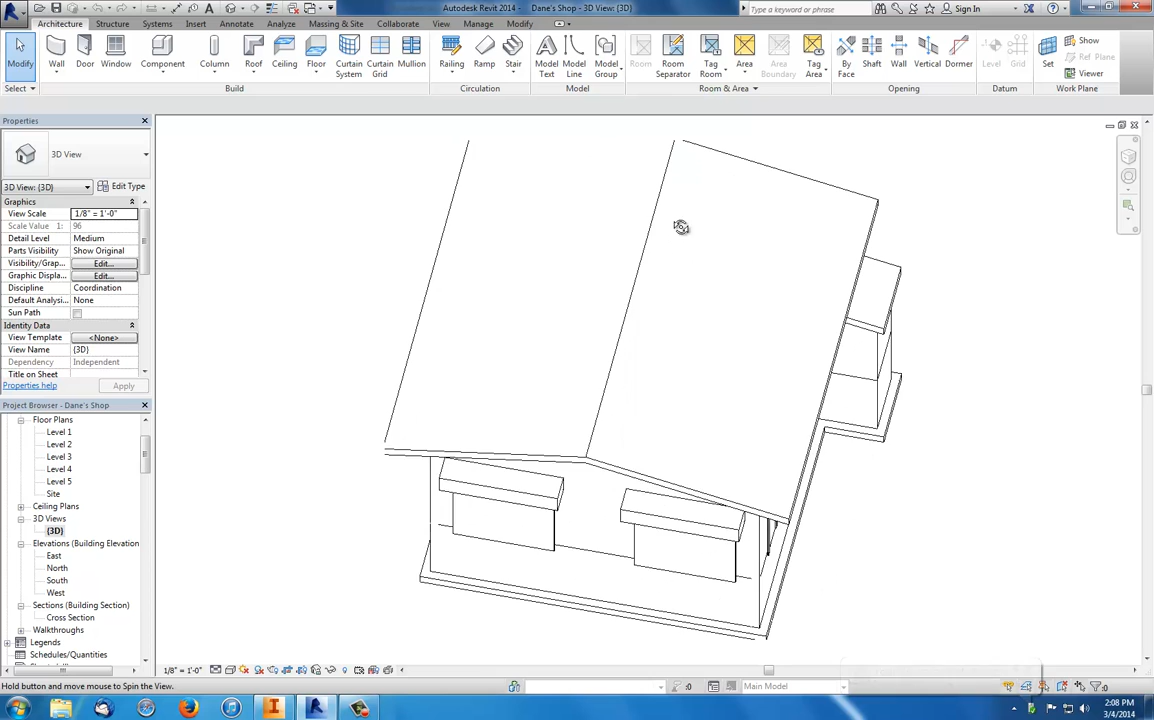 Autodesk Revit 2014 - Dane's Shop - 3D View: {3D}
Type a keyword or phrase
Sign In
Architecture Structure Systems Insert Annotate Analyze Massing & Site Collaborate View Manage Modify
Modify Wall Door Window Component Column Roof Ceiling Floor Curtain System Curtain Grid Mullion Railing Ramp Stair Model Text Model Line Model Group Room Room Separator Tag Room Area Area Boundary Tag Area By Face Shaft Wall Vertical Dormer Level Grid Set Show Ref Plane Viewer
Select Build Circulation Model Room & Area Opening Datum Work Plane
Properties
3D View
3D View: {3D} Edit Type
Graphics
View Scale 1/8" = 1'-0"
Scale Value 1: 96
Detail Level Medium
Parts Visibility Show Original
Visibility/Grap... Edit...
Graphic Displa... Edit...
Discipline Coordination
Default Analysi... None
Sun Path
Identity Data
View Template <None>
View Name {3D}
Dependency Independent
Title on Sheet
Properties help Apply
Project Browser - Dane's Shop
Floor Plans
Level 1
Level 2
Level 3
Level 4
Level 5
Site
Ceiling Plans
3D Views
{3D}
Elevations (Building Elevation
East
North
South
West
Sections (Building Section)
Cross Section
Walkthroughs
Legends
Schedules/Quantities
1/8" = 1'-0"
Hold button and move mouse to Spin the View.
:0 Main Model :0
2:08 PM
3/4/2014